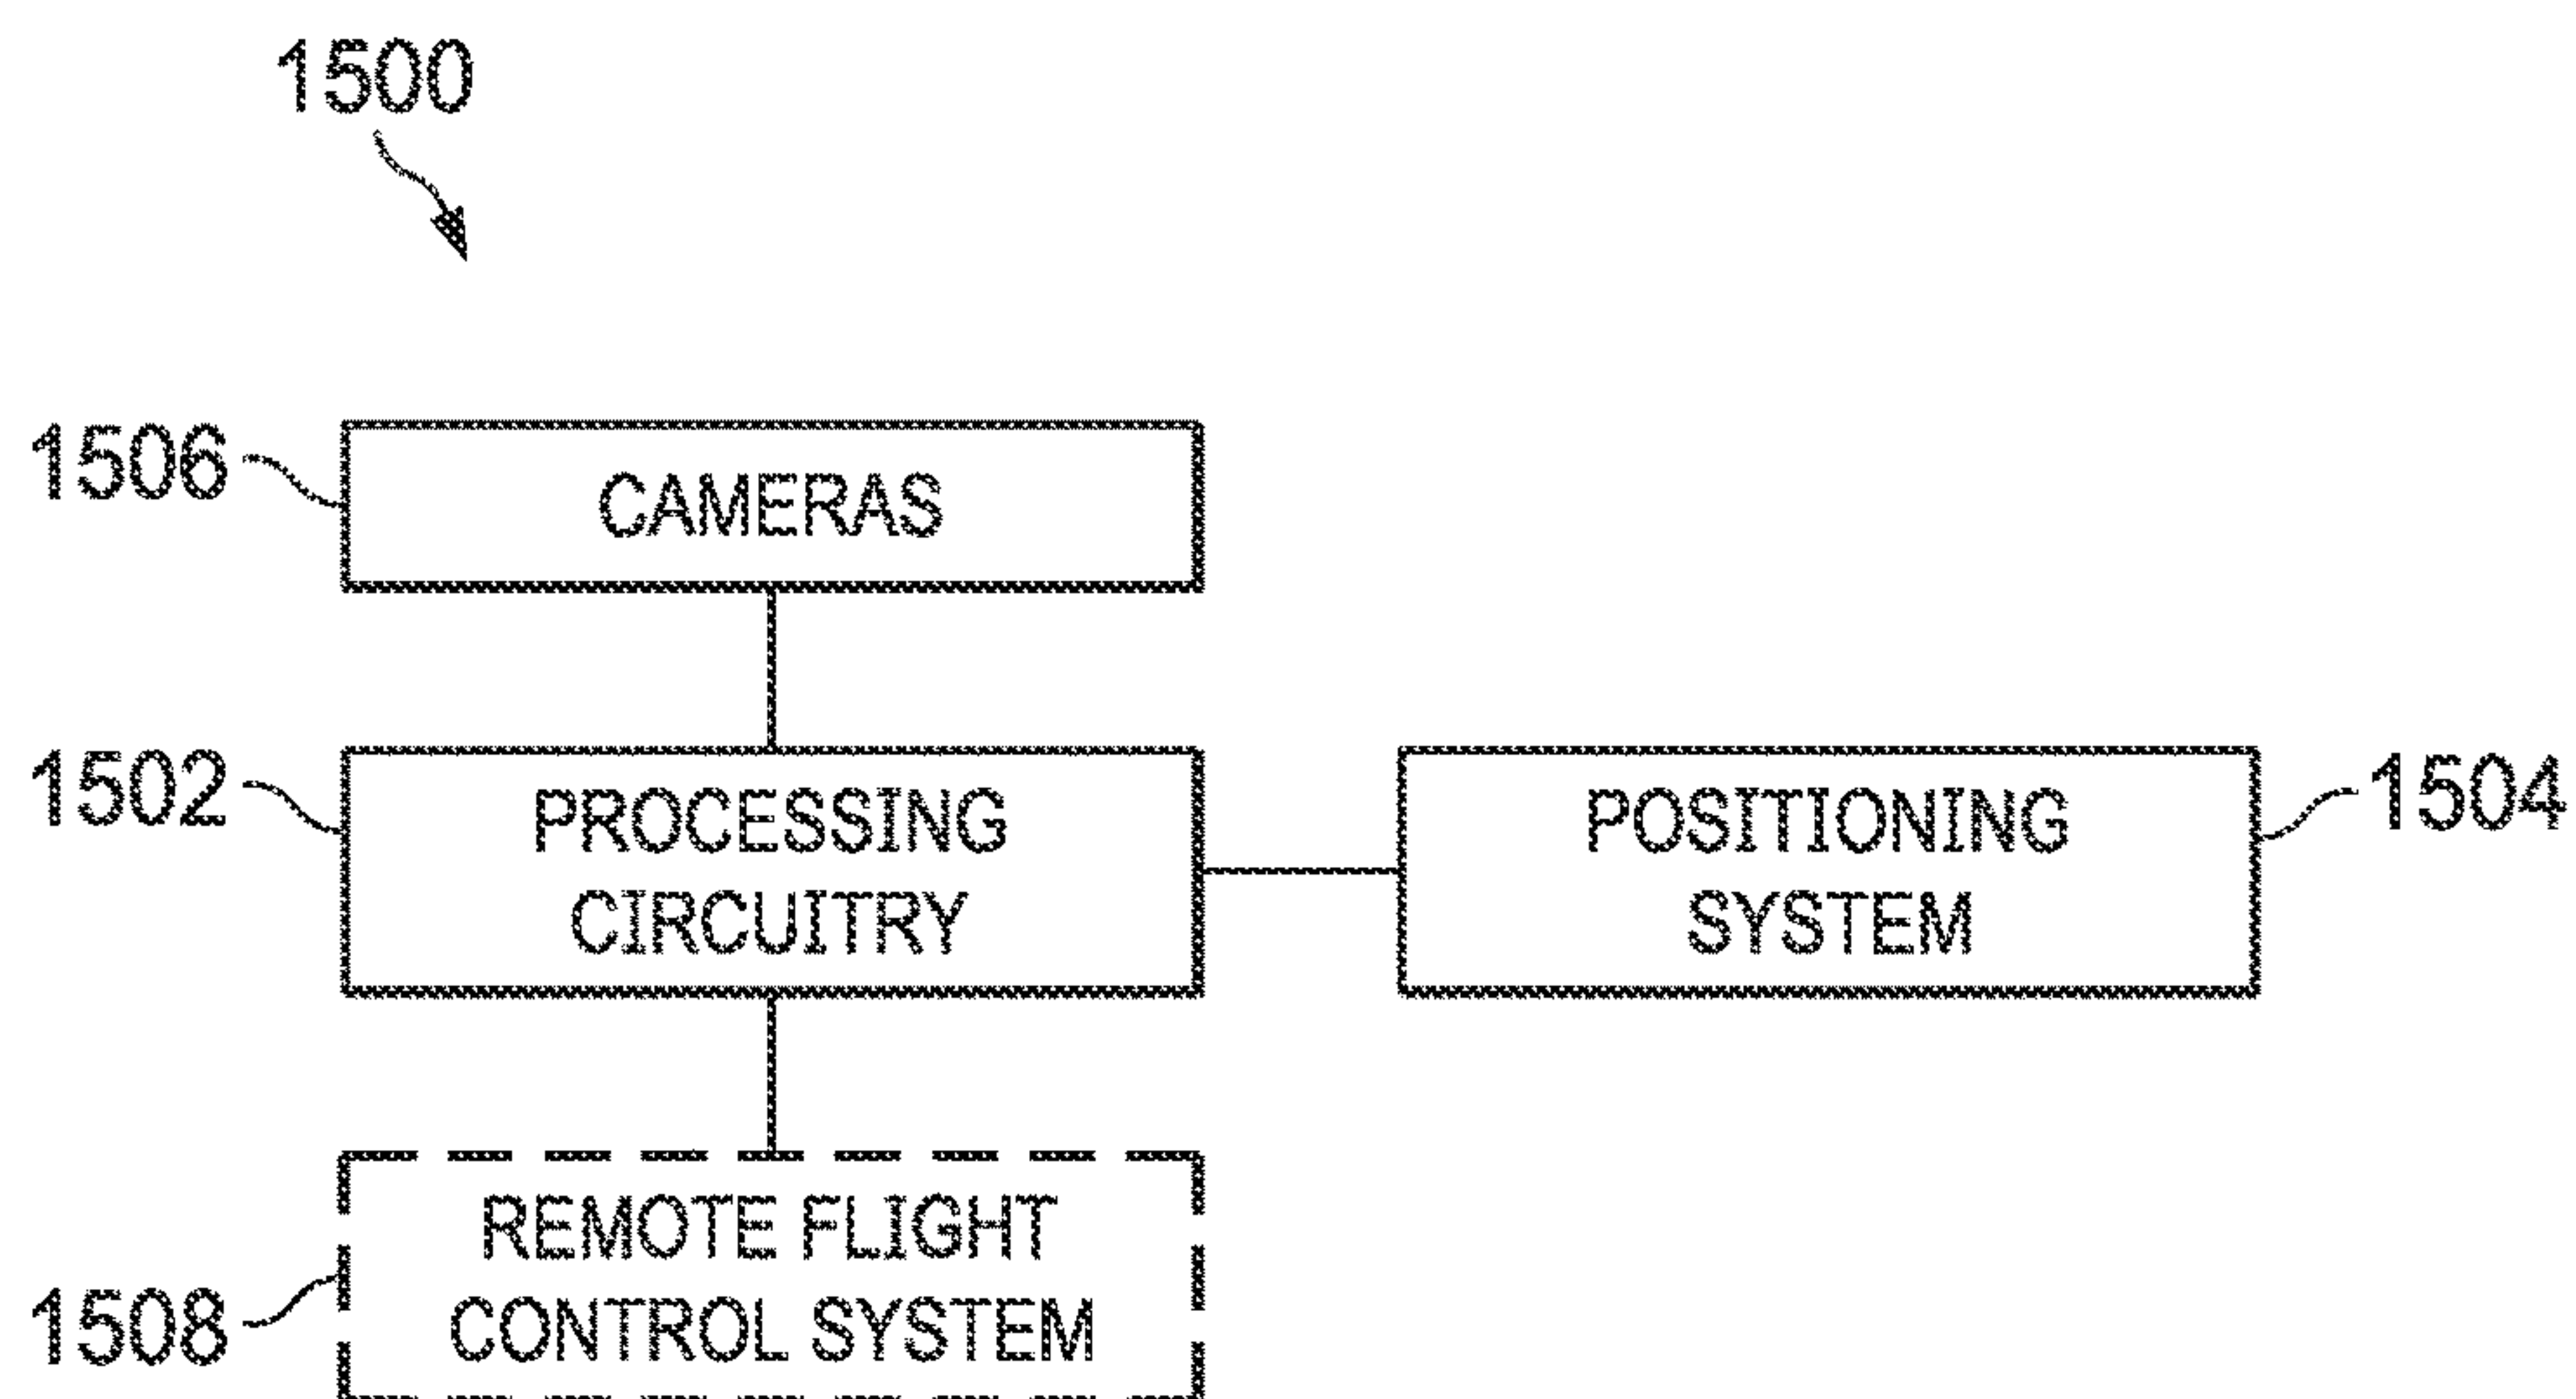 1500
1506
CAMERAS
1502
PROCESSING
CIRCUITRY
POSITIONING
SYSTEM
1504
REMOTE FLIGHT
CONTROL SYSTEM
1508